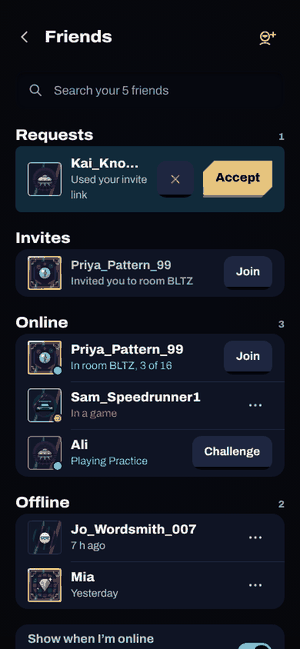 Friends
Search your 5 friends
Requests
1
Kai_Kno...
Used your invite
link
Accept
Invites
Priya_Pattern_99
Invited you to room BLTZ
Join
Online
3
Priya_Pattern_99
In room BLTZ, 3 of 16
Join
Sam_Speedrunner1
In a game
Ali
Playing Practice
Challenge
Offline
2
Jo_Wordsmith_007
7 h ago
Mia
Yesterday
Show when I'm online